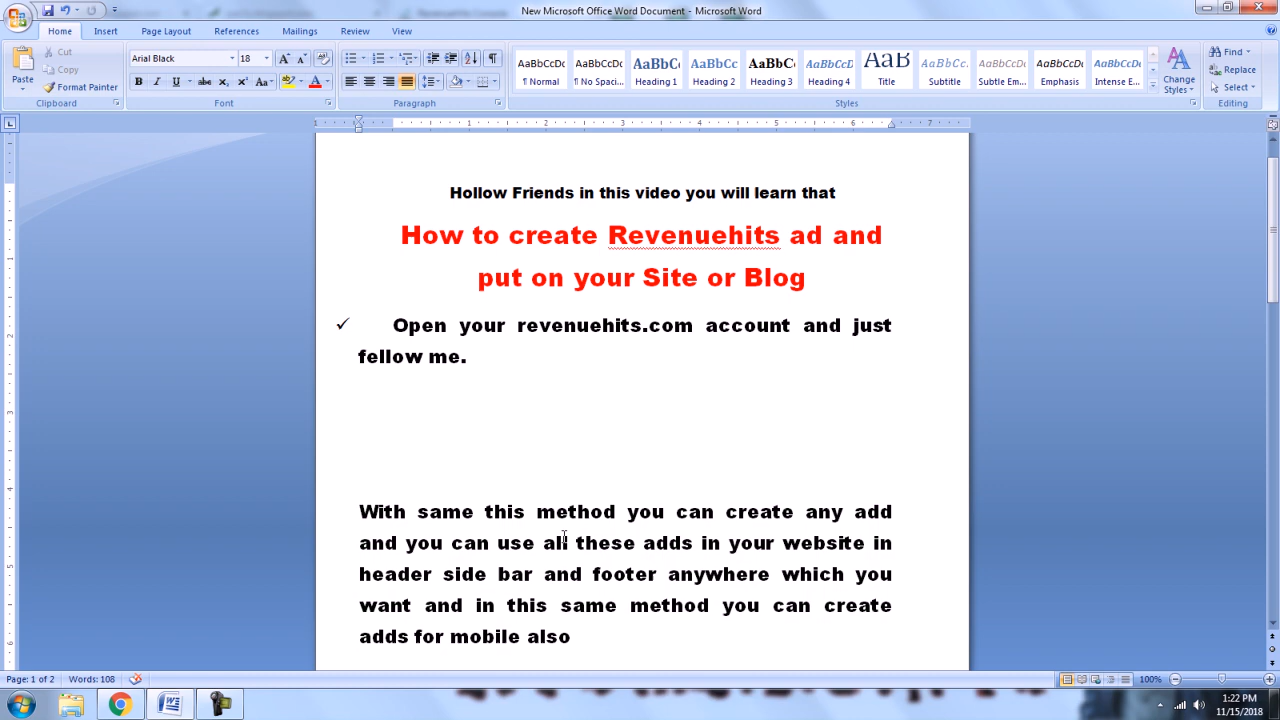 New Microsoft Office Word Document - Microsoft Word
Home Insert Page Layout References Mailings Review View
Paste
Cut
Copy
Format Painter
Clipboard
Arial Black 18
Font
Paragraph
AaBbCcDc AaBbCcDc AaBbC AaBbCc AaBbC AaBbCcD AaB AaBbCc. AaBbCcDc AaBbCcDc AaBbCcDc
¶ Normal ¶ No Spaci... Heading 1 Heading 2 Heading 3 Heading 4 Title Subtitle Subtle Em... Emphasis Intense E...
Change Styles
Styles
Find
Replace
Select
Editing
Hollow Friends in this video you will learn that
How to create Revenuehits ad and
put on your Site or Blog
✓ Open your revenuehits.com account and just
fellow me.
With same this method you can create any add
and you can use all these adds in your website in
header side bar and footer anywhere which you
want and in this same method you can create
adds for mobile also
Page: 1 of 2 Words: 108 100%
1:22 PM
11/15/2018